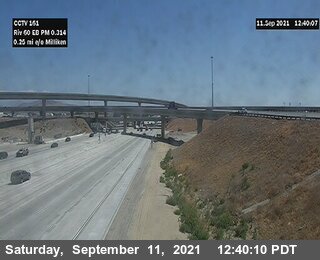 CCTV 161
Riv 60 EB PM 0.314
0.25 mi e/o Milliken
11.Sep 2021 12:40:07
Saturday, September 11, 2021 12:40:10 PDT